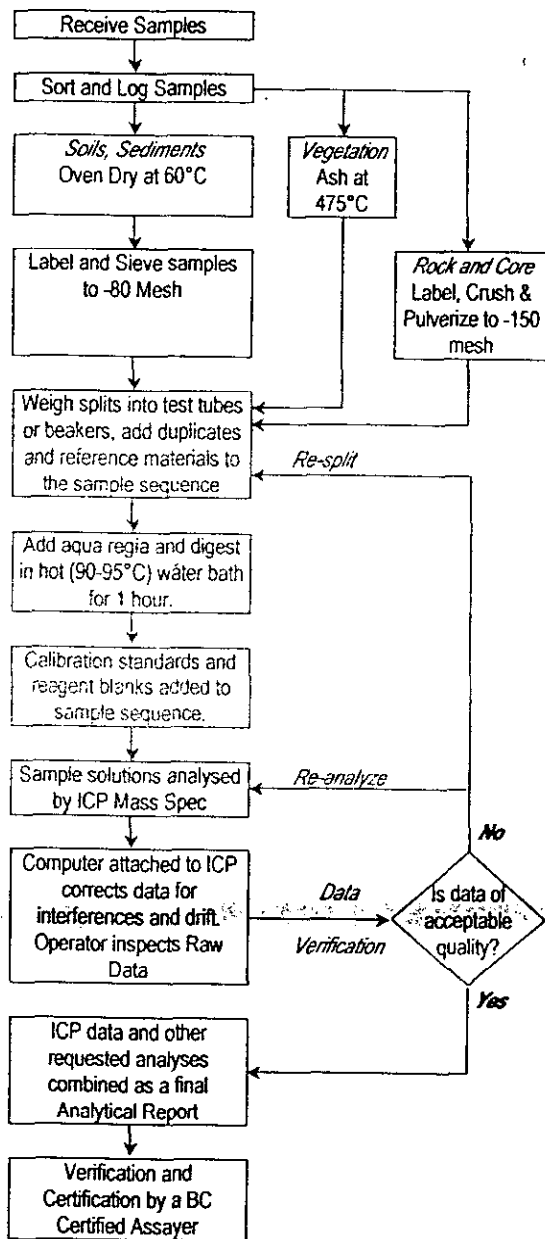 Receive Samples
Sort and Log Samples
Soils, Sediments
Oven Dry at 60°C
Vegetation
Ash at
475°C
Label and Sieve samples
to -80 Mesh
Rock and Core
Label, Crush &
Pulverize to -150
mesh
Weigh splits into test tubes
or beakers, add duplicates
and reference materials to
the sample sequence
Re-split
Add aqua regia and digest
in hot (90-95°C) water bath
for 1 hour.
Calibration standards and
reagent blanks added to
sample sequence.
Sample solutions analysed
by ICP Mass Spec
Re-analyze
No
Computer attached to ICP
corrects data for
interferences and drift.
Operator inspects Raw
Data
Data
Verification
Is data of
acceptable
quality?
Yes
ICP data and other
requested analyses
combined as a final
Analytical Report
Verification and
Certification by a BC
Certified Assayer